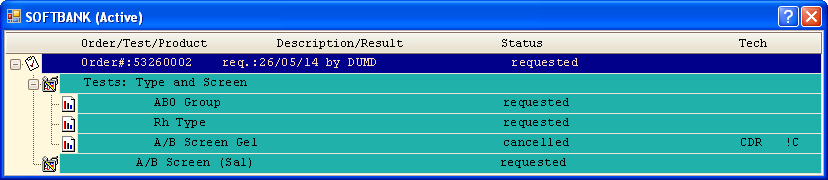 SOFTBANK (Active)
Order/Test/Product Description/Result Status Tech
Order#:53260002 req.:26/05/14 by DUMD requested
Tests: Type and Screen
ABO Group requested
Rh Type requested
A/B Screen Gel cancelled CDR !C
A/B Screen (Sal) requested